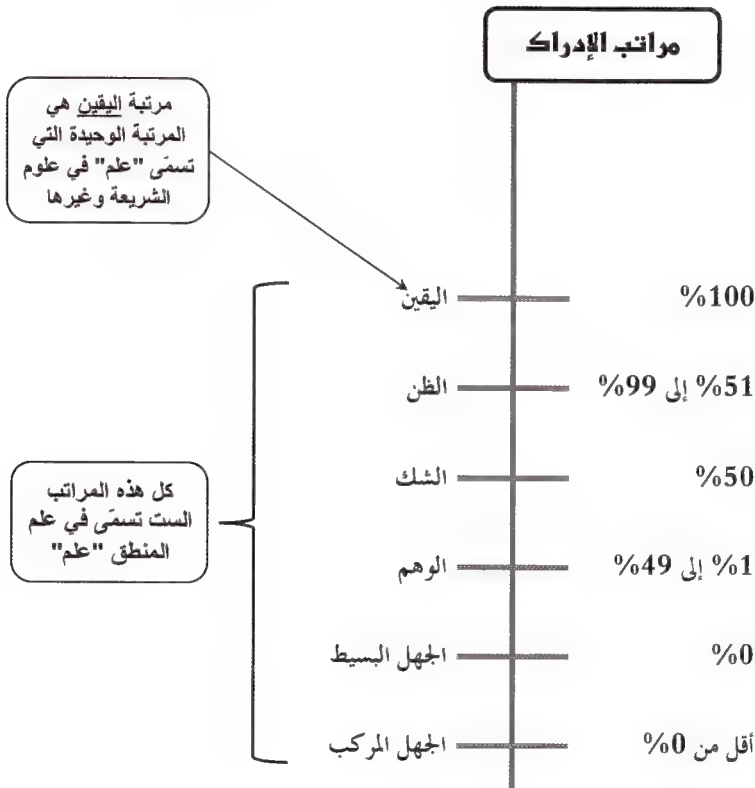 مراتب الإدراك
مرتبة اليقين هي
المرتبة الوحيدة التي
تسمّى "علم" في علوم
الشريعة وغيرها
%100 اليقين
%51 إلى %99 الظن
%50 الشك
%1 إلى %49 الوهم
%0 الجهل البسيط
أقل من %0 الجهل المركب
كل هذه المراتب
الست تسمّى في علم
المنطق "علم"